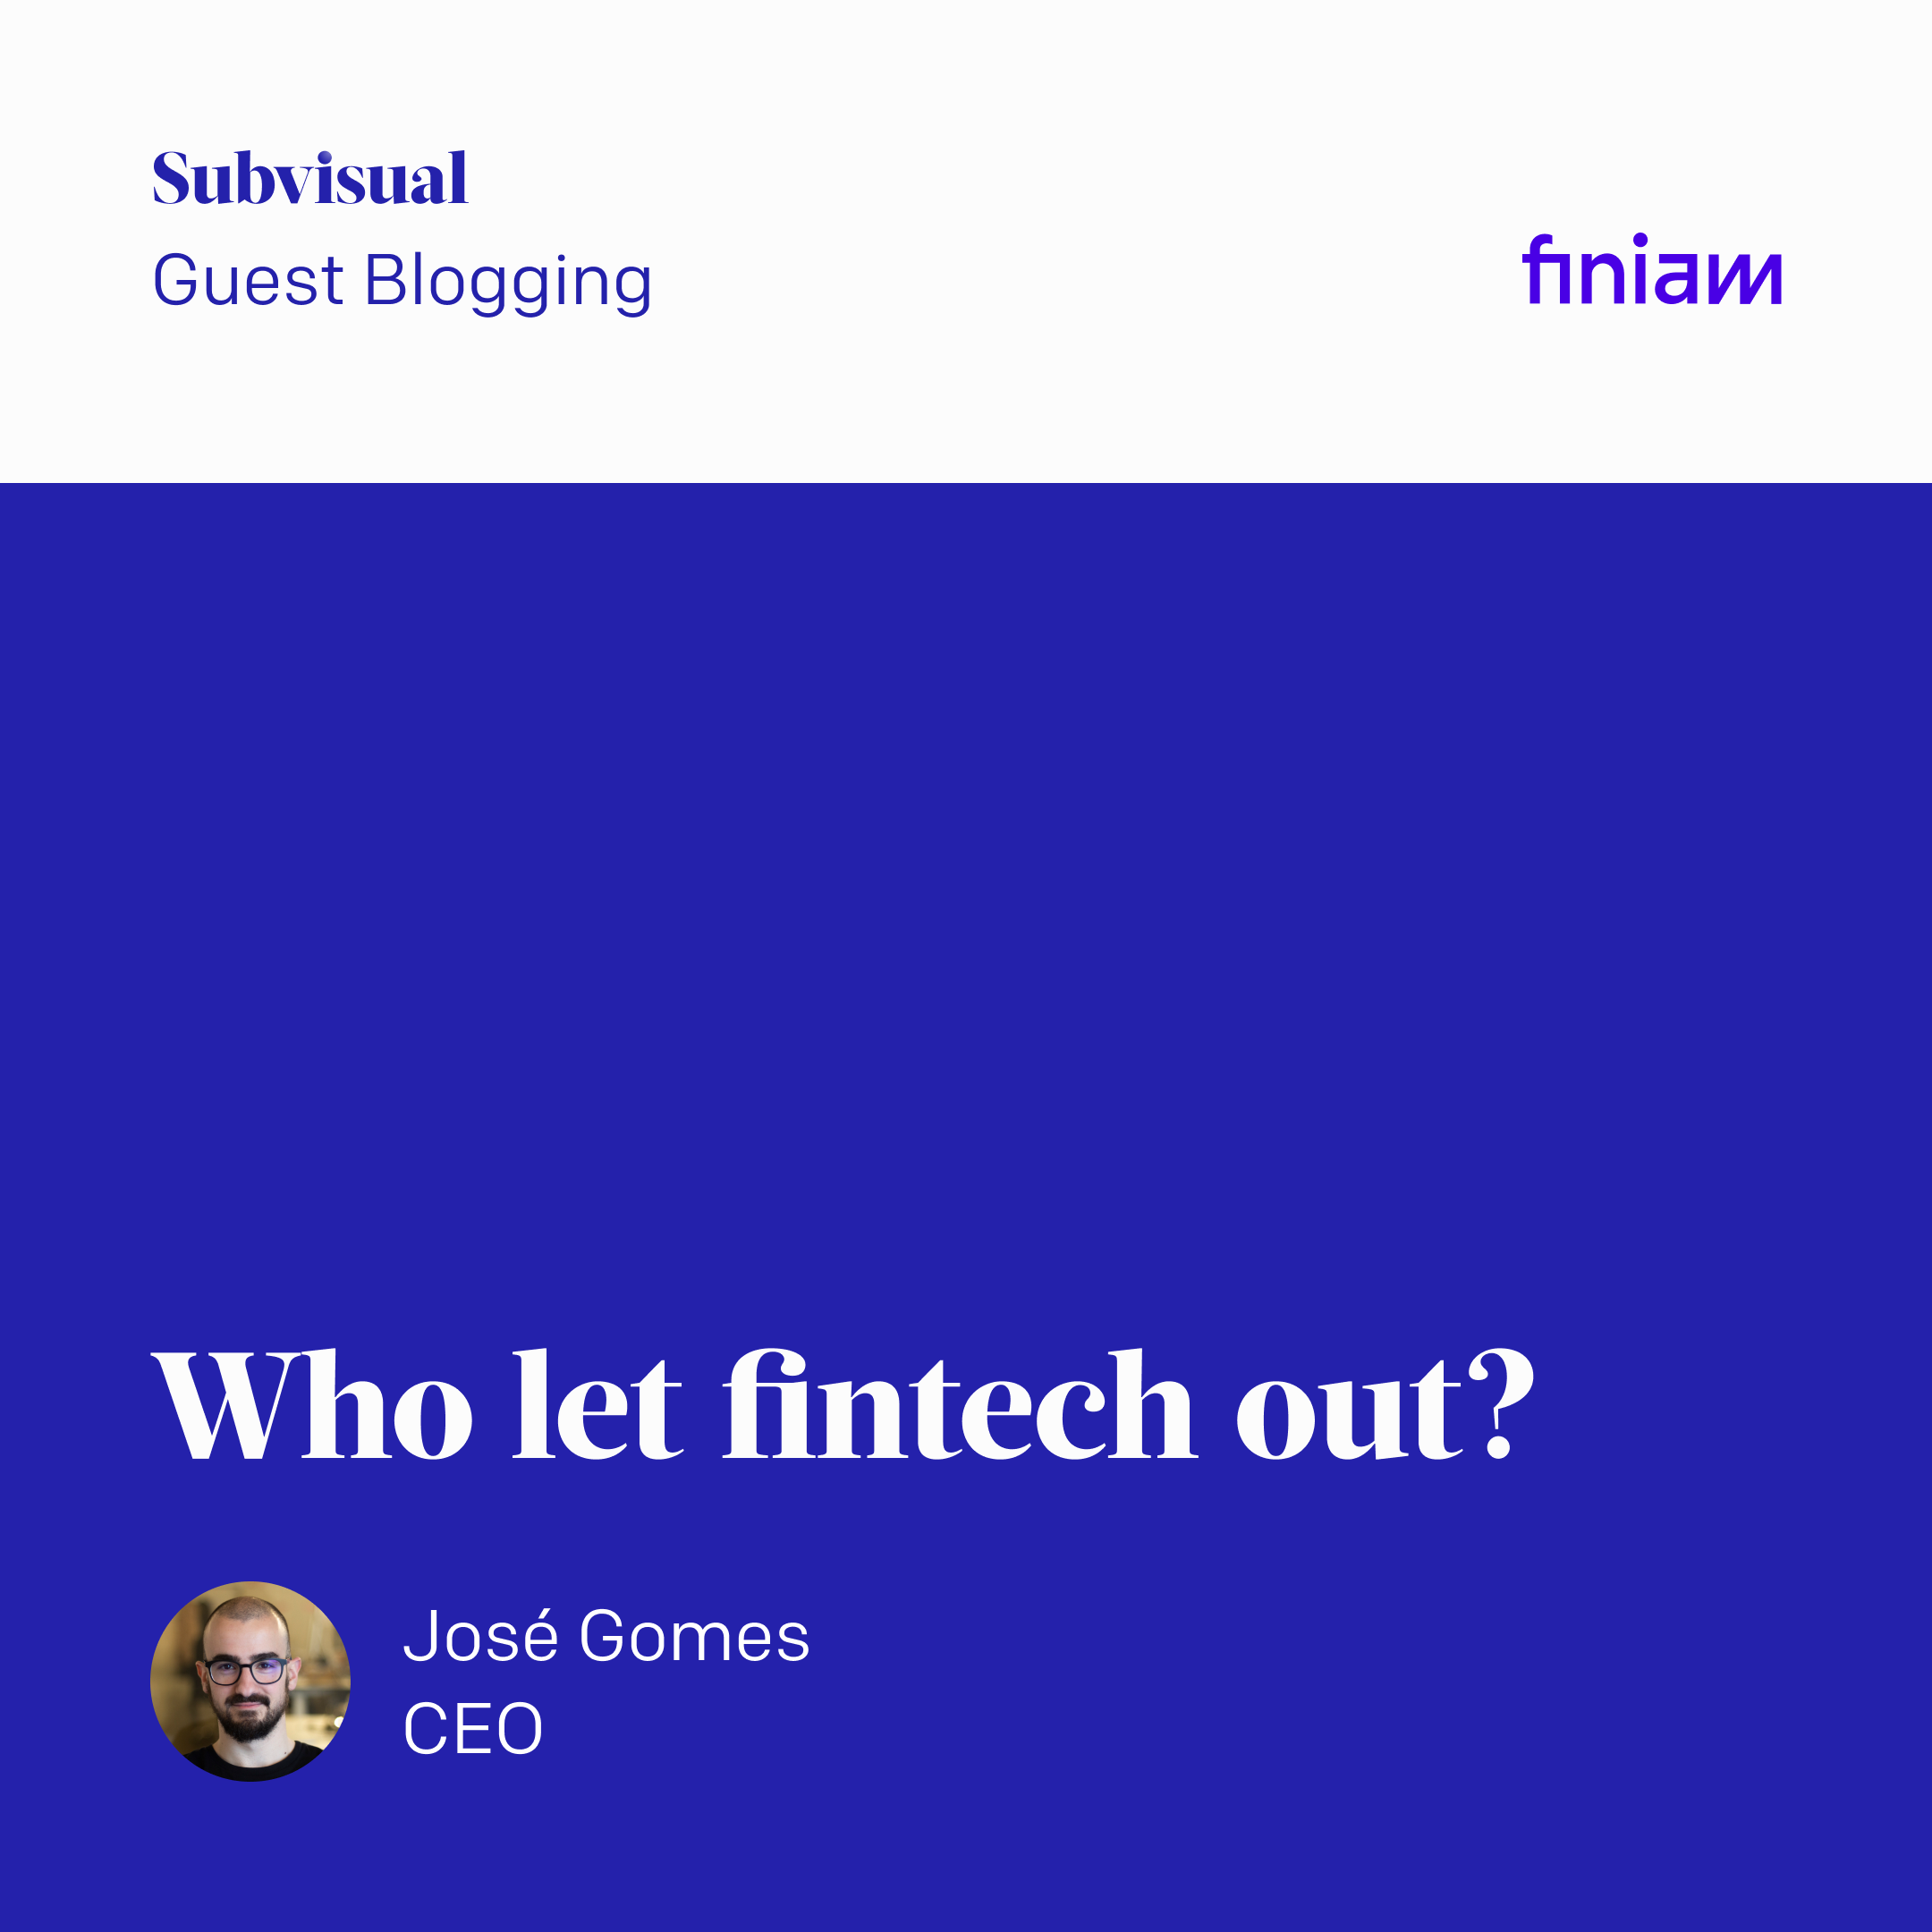 Subvisual
Guest Blogging
finiam
Who let fintech out?
José Gomes
CEO